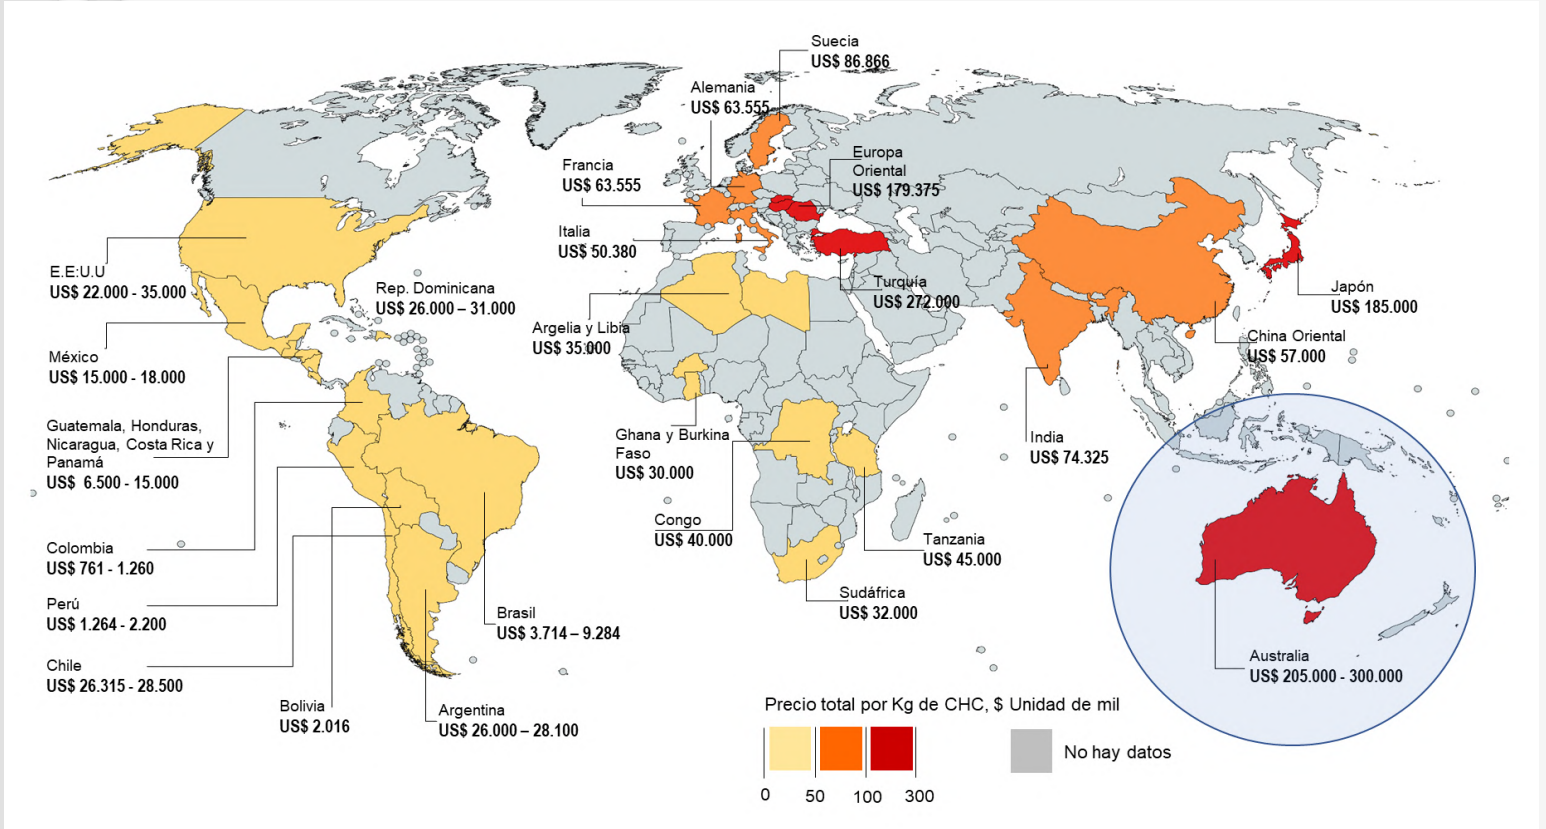 Suecia
US$ 86.866
Alemania
US$ 63.555
Europa
Oriental
US$ 179.375
Francia
US$ 63.555
Italia
US$ 50.380
E.E:U.U
US$ 22.000 - 35.000
Rep. Dominicana
US$ 26.000 – 31.000
Turquía
US$ 272.000
Japón
US$ 185.000
Argelia y Libia
US$ 35.000
China Oriental
US$ 57.000
México
US$ 15.000 - 18.000
Guatemala, Honduras,
Nicaragua, Costa Rica y
Panamá
US$ 6.500 - 15.000
Ghana y Burkina
Faso
US$ 30.000
India
US$ 74.325
Congo
US$ 40.000
Tanzania
US$ 45.000
Colombia
US$ 761 - 1.260
Sudáfrica
US$ 32.000
Perú
US$ 1.264 - 2.200
Brasil
US$ 3.714 – 9.284
Chile
US$ 26.315 - 28.500
Australia
US$ 205.000 - 300.000
Bolivia
US$ 2.016
Argentina
US$ 26.000 – 28.100
Precio total por Kg de CHC, $ Unidad de mil
No hay datos
0 50 100 300